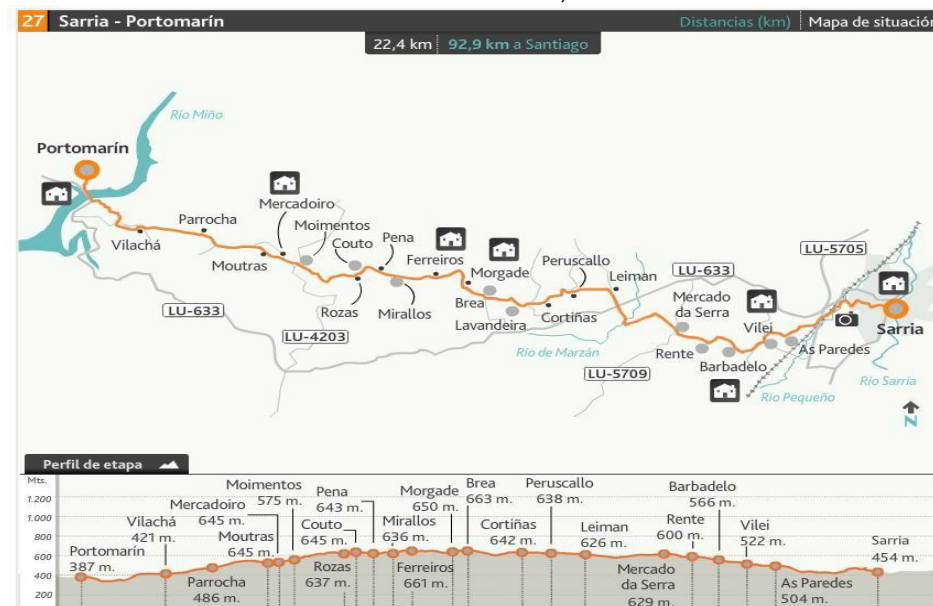 27 Sarria - Portomarín
Distancias (km) Mapa de situación
22,4 km 92,9 km a Santiago
Río Miño
Portomarín
Mercadoiro
Parrocha
Moimentos
Vilachá
Couto
Pena
Moutras
Ferreiros
Morgade
Peruscallo
Leiman
LU-5705
LU-633
LU-633
Rozas
Mirallos
Brea
Lavandeira
Cortiñas
Mercado
da Serra
Vilei
Sarria
LU-4203
Río de Marzán
Rente
As Paredes
Barbadelo
LU-5709
Río Sarria
Río Pequeño
N
Perfil de etapa
Mts.
1.200
1.000
800
600
400
200
Portomarín
387 m.
Vilachá
421 m.
Parrocha
486 m.
Moutras
645 m.
Mercadoiro
645 m.
Moimentos
575 m.
Rozas
637 m.
Couto
645 m.
Pena
643 m.
Mirallos
636 m.
Ferreiros
661 m.
Morgade
650 m.
Brea
663 m.
Cortiñas
642 m.
Peruscallo
638 m.
Leiman
626 m.
Mercado
da Serra
629 m.
Rente
600 m.
Barbadelo
566 m.
Vilei
522 m.
As Paredes
504 m.
Sarria
454 m.